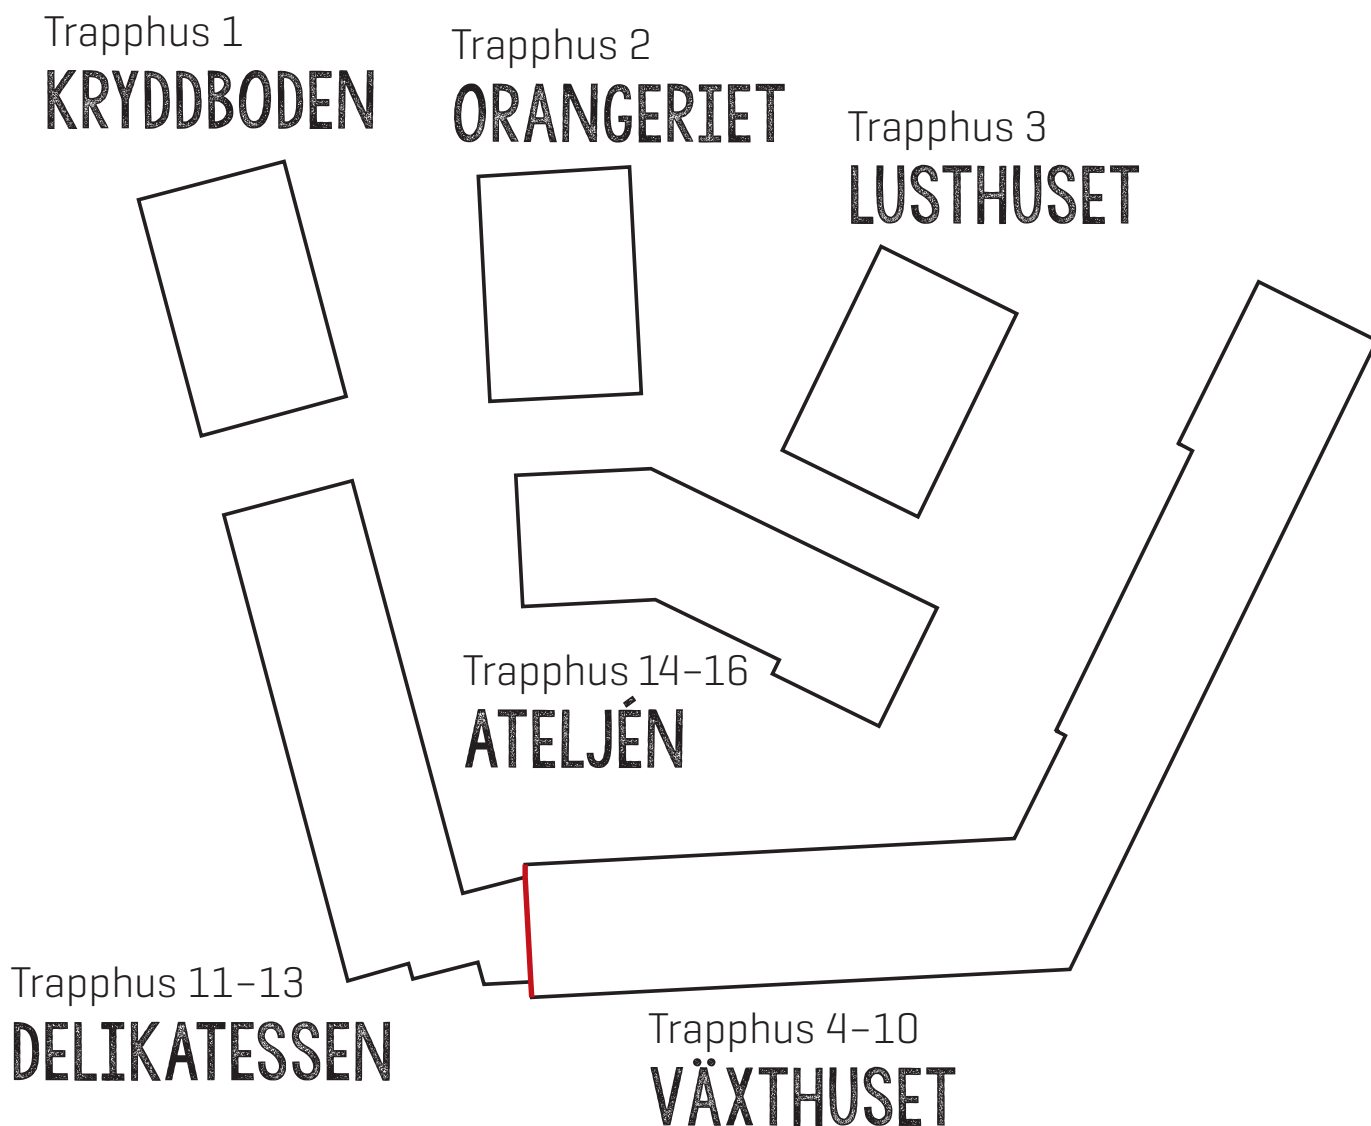 Trapphus 1
KRYDDBODEN
Trapphus 2
ORANGERIET
Trapphus 3
LUSTHUSET
Trapphus 14–16
ATELJÉN
Trapphus 11–13
DELIKATESSEN
Trapphus 4–10
VÄXTHUSET